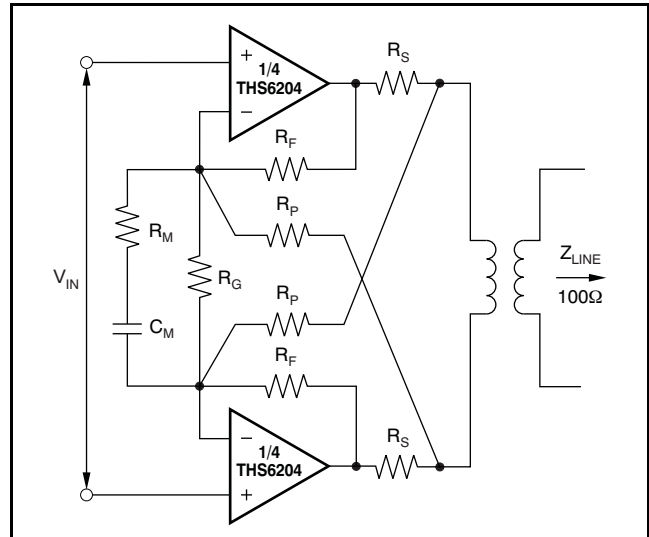 +
1/4
THS6204
−
R_S
R_F
R_P
R_M
V_IN
R_G
C_M
R_P
R_F
Z_LINE
100Ω
−
1/4
THS6204
+
R_S